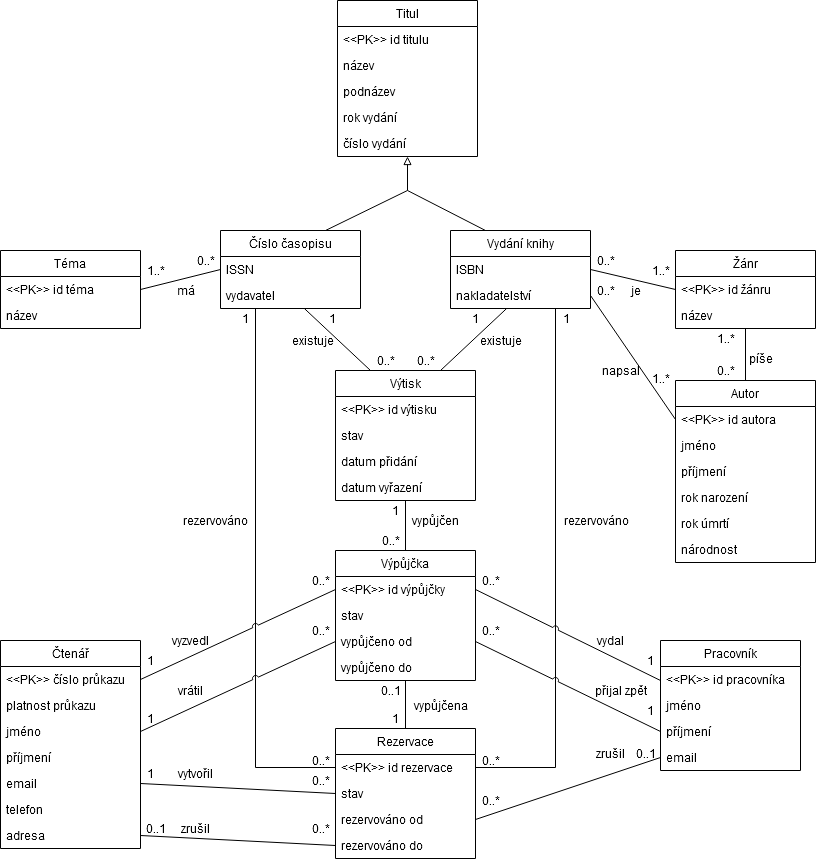 Titul
<<PK>> id titulu
název
podnázev
rok vydání
číslo vydání
Číslo časopisu
ISSN
vydavatel
Vydání knihy
ISBN
nakladatelství
Téma
<<PK>> id téma
název
Žánr
<<PK>> id žánru
název
1..*
0..*
má
0..*
1..*
0..*
je
1
existuje
0..*
1
existuje
0..*
1
1
1..*
píše
0..*
napsal
1..*
Výtisk
<<PK>> id výtisku
stav
datum přidání
datum vyřazení
Autor
<<PK>> id autora
jméno
příjmení
rok narození
rok úmrtí
národnost
rezervováno
1
vypůjčen
0..*
rezervováno
Výpůjčka
<<PK>> id výpůjčky
stav
vypůjčeno od
vypůjčeno do
0..*
vyzvedl
1
0..*
vrátil
1
0..*
vydal
1
0..*
přijal zpět
1
Čtenář
<<PK>> číslo průkazu
platnost průkazu
jméno
příjmení
email
telefon
adresa
Pracovník
<<PK>> id pracovníka
jméno
příjmení
email
0..1
vypůjčena
1
Rezervace
<<PK>> id rezervace
stav
rezervováno od
rezervováno do
0..*
0..*
1
vytvořil
0..*
0..1
zrušil
0..*
zrušil
0..1
0..*